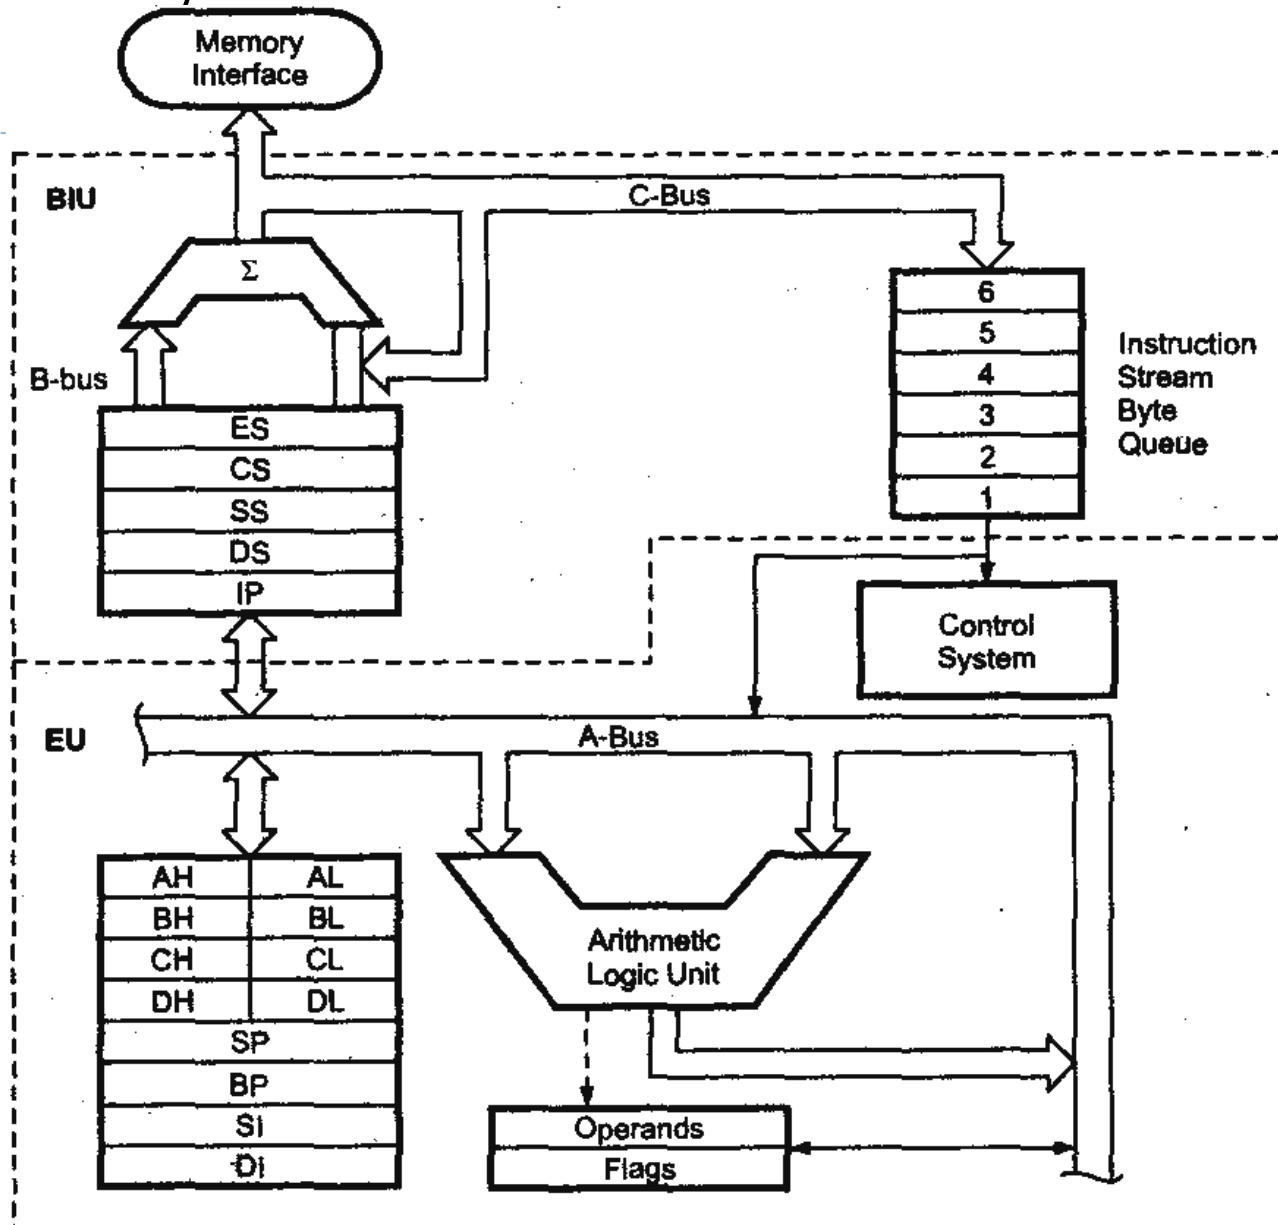 Memory
Interface
BIU
C-Bus
Σ
B-bus
ES
CS
SS
DS
IP
6
5
4
3
2
1
Instruction
Stream
Byte
Queue
Control
System
EU
A-Bus
AH AL
BH BL
CH CL
DH DL
SP
BP
SI
DI
Arithmetic
Logic Unit
Operands
Flags